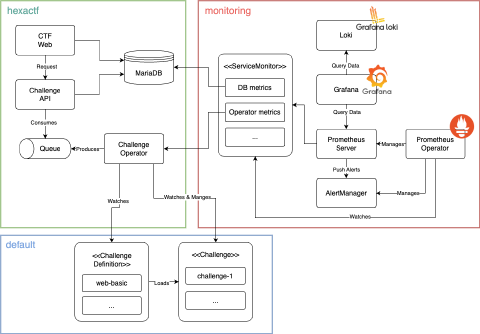 hexactf
CTF
Web
Request
Challenge
API
Consumes
Queue
MariaDB
Produces
Challenge
Operator
Watches
Watches & Manges
monitoring
<<ServiceMonitor>>
DB metrics
Operator metrics
...
Loki
Grafana Loki
Query Data
Grafana
Grafana
Query Data
Prometheus
Server
Manages
Prometheus
Operator
Push Alerts
AlertManager
Manages
Watches
default
<<Challenge
Definition>>
web-basic
...
Loads
<<Challenge>>
challenge-1
...